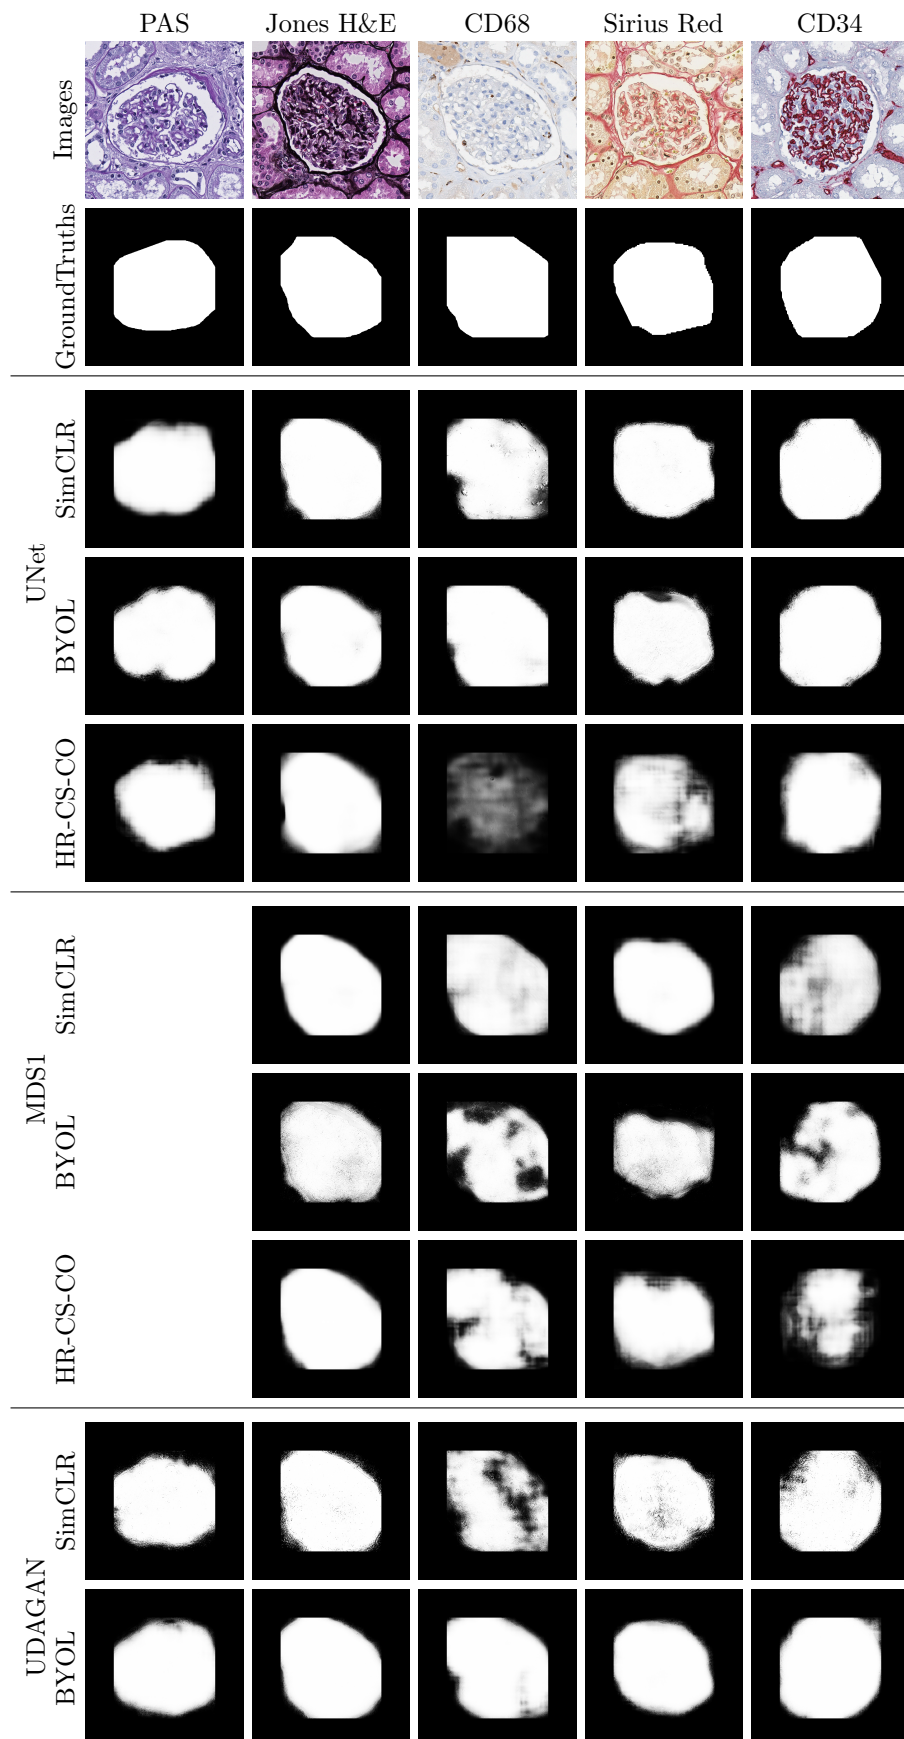 PAS
Jones H&E
CD68
Sirius Red
CD34
Images
GroundTruths
UNet
SimCLR
BYOL
HR-CS-CO
MDS1
SimCLR
BYOL
HR-CS-CO
UDAGAN
SimCLR
BYOL